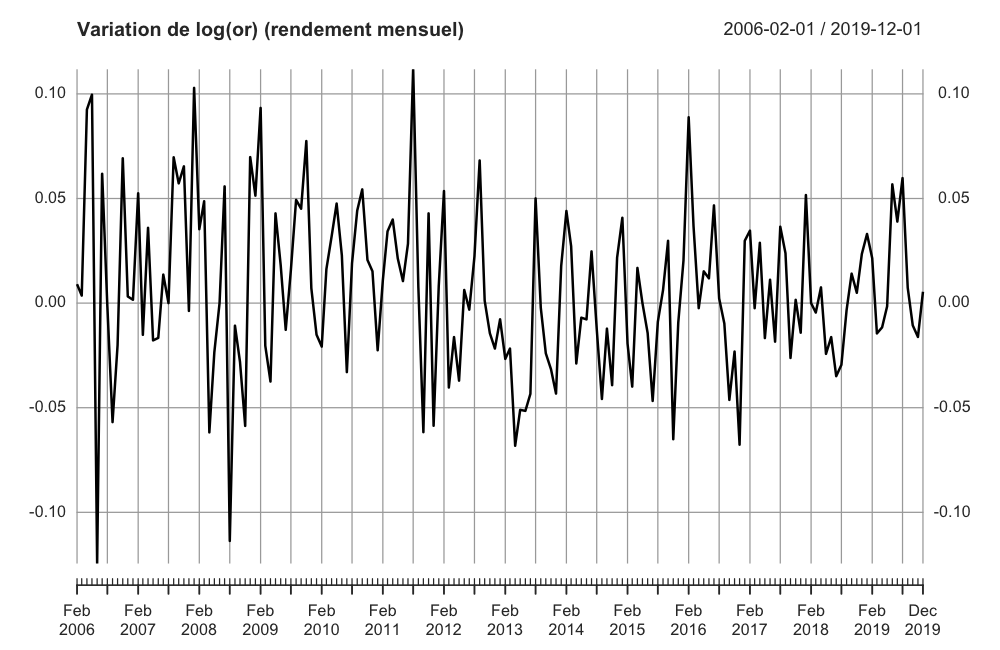 Variation de log(or) (rendement mensuel) 2006-02-01 / 2019-12-01
0.10 0.10
0.05 0.05
0.00 0.00
-0.05 -0.05
-0.10 -0.10
Feb Feb Feb Feb Feb Feb Feb Feb Feb Feb Feb Feb Feb Feb Dec
2006 2007 2008 2009 2010 2011 2012 2013 2014 2015 2016 2017 2018 2019 2019